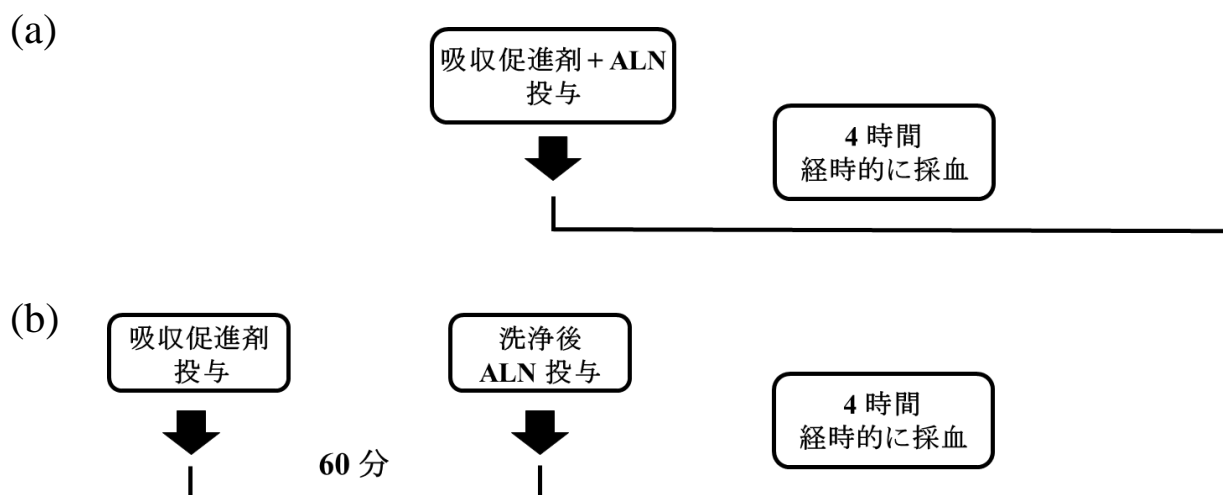 (a)
吸収促進剤 + ALN
投与
4 時間
経時的に採血
(b)
吸収促進剤
投与
洗浄後
ALN 投与
4 時間
経時的に採血
60 分